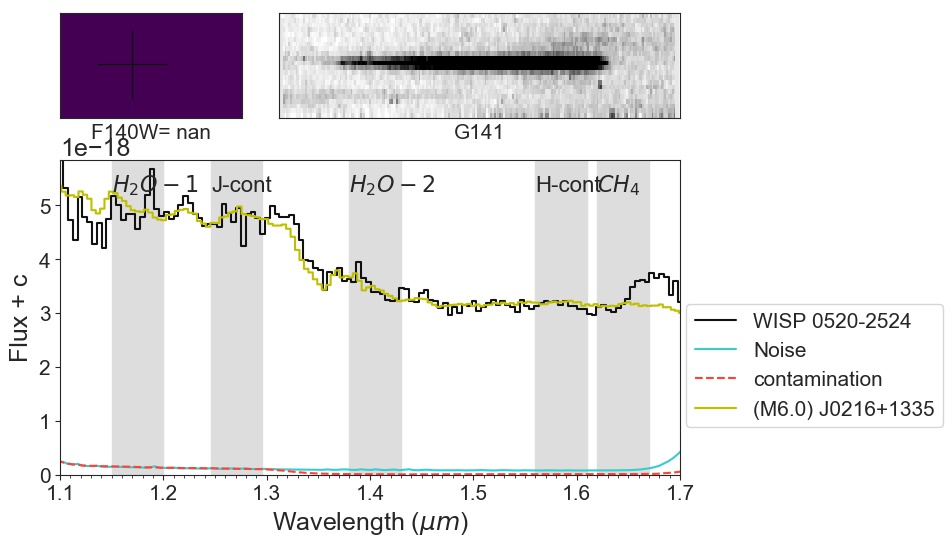 F140W= nan
G141
1e−18
H₂O − 1
J-cont
H₂O − 2
H-cont
CH₄
5
4
3
2
1
0
Flux + c
1.1
1.2
1.3
1.4
1.5
1.6
1.7
Wavelength (μm)
WISP 0520-2524
Noise
contamination
(M6.0) J0216+1335